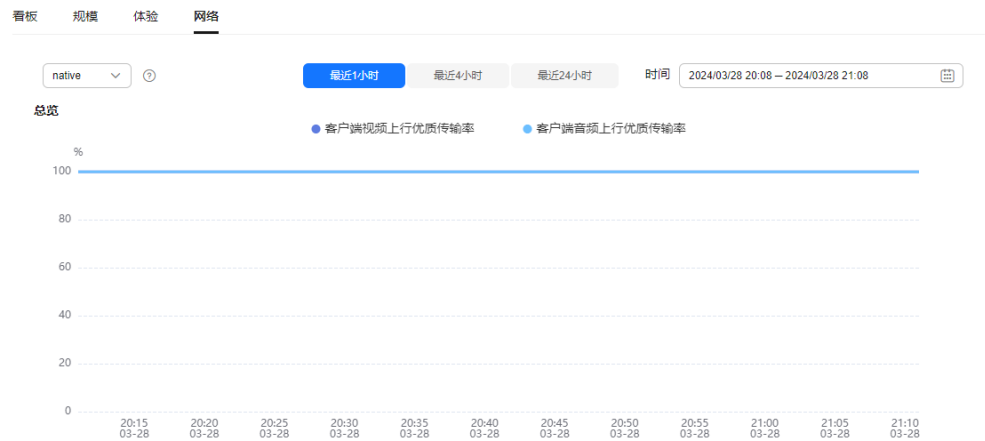 看板 规模 体验 网络
native ? 最近1小时 最近4小时 最近24小时 时间 2024/03/28 20:08 — 2024/03/28 21:08
总览
客户端视频上行优质传输率 客户端音频上行优质传输率
%
100
80
60
40
20
0
20:15 20:20 20:25 20:30 20:35 20:40 20:45 20:50 20:55 21:00 21:05 21:10
03-28 03-28 03-28 03-28 03-28 03-28 03-28 03-28 03-28 03-28 03-28 03-28